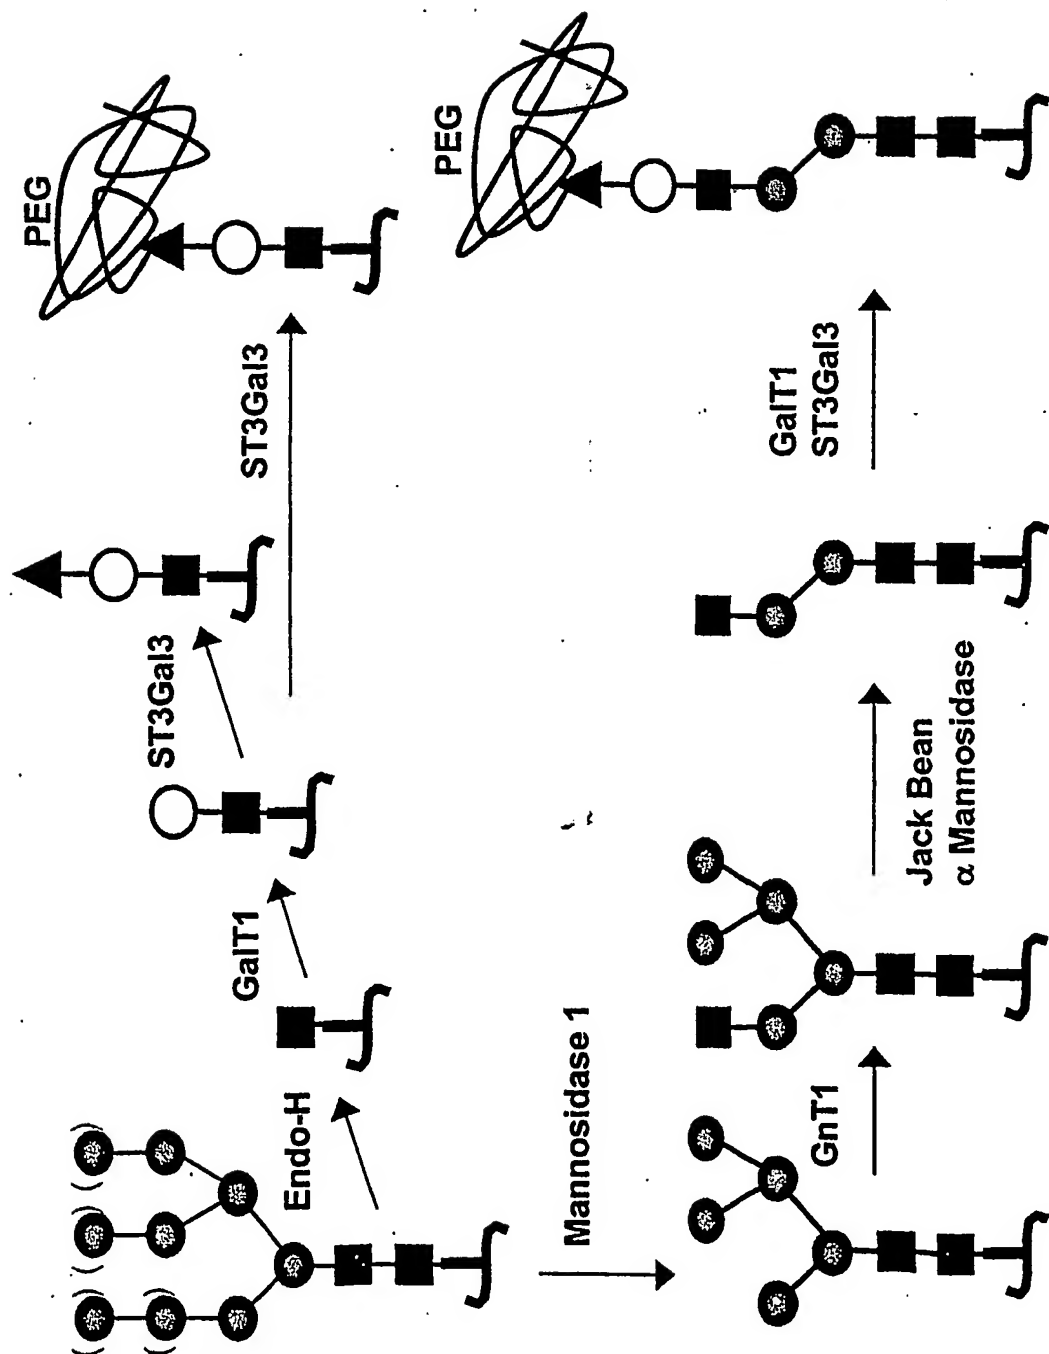 Endo-H
GalT1
ST3Gal3
ST3Gal3
PEG
Mannosidase 1
GnT1
Jack Bean
α Mannosidase
GalT1
ST3Gal3
PEG